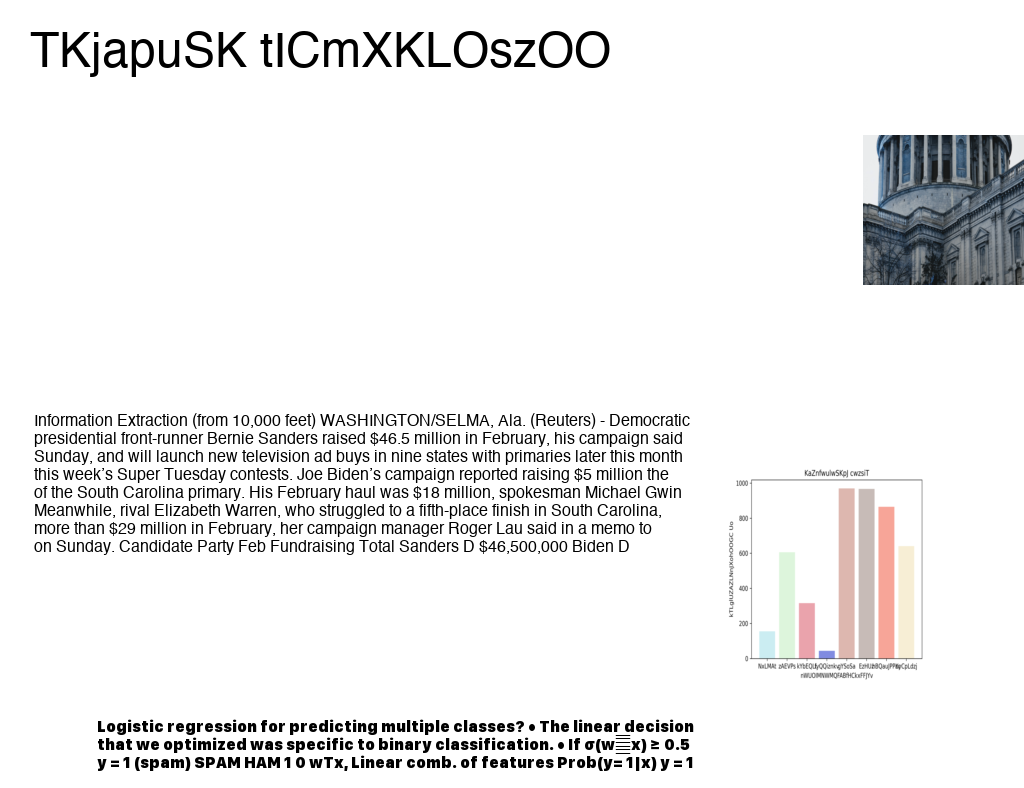 TKjapuSK tICmXKLOszOO
Information Extraction (from 10,000 feet) WASHINGTON/SELMA, Ala. (Reuters) - Democratic
presidential front-runner Bernie Sanders raised $46.5 million in February, his campaign said
Sunday, and will launch new television ad buys in nine states with primaries later this month
this week’s Super Tuesday contests. Joe Biden’s campaign reported raising $5 million the
of the South Carolina primary. His February haul was $18 million, spokesman Michael Gwin
Meanwhile, rival Elizabeth Warren, who struggled to a fifth-place finish in South Carolina,
more than $29 million in February, her campaign manager Roger Lau said in a memo to
on Sunday. Candidate Party Feb Fundraising Total Sanders D $46,500,000 Biden D
KaZnfwulwSKpJ cwzsiT
1000
800
600
400
200
0
NxLMAt zAEVPs
Logistic regression for predicting multiple classes? • The linear decision
that we optimized was specific to binary classification. • If σ(w x) ≥ 0.5
y = 1 (spam) SPAM HAM 1 0 wTx, Linear comb. of features Prob(y= 1|x) y = 1